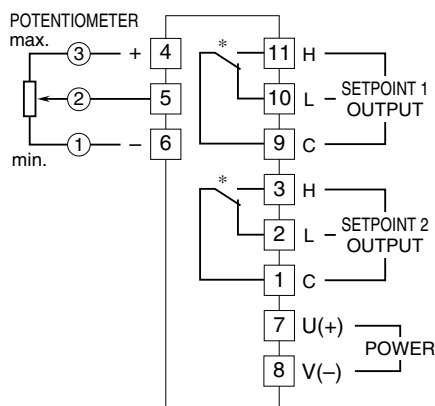 POTENTIOMETER
max.
3 + 4
2 5
1 – 6
min.
* 11 H
10 L SETPOINT 1
OUTPUT
9 C
* 3 H
2 L SETPOINT 2
OUTPUT
1 C
7 U(+)
POWER
8 V(–)